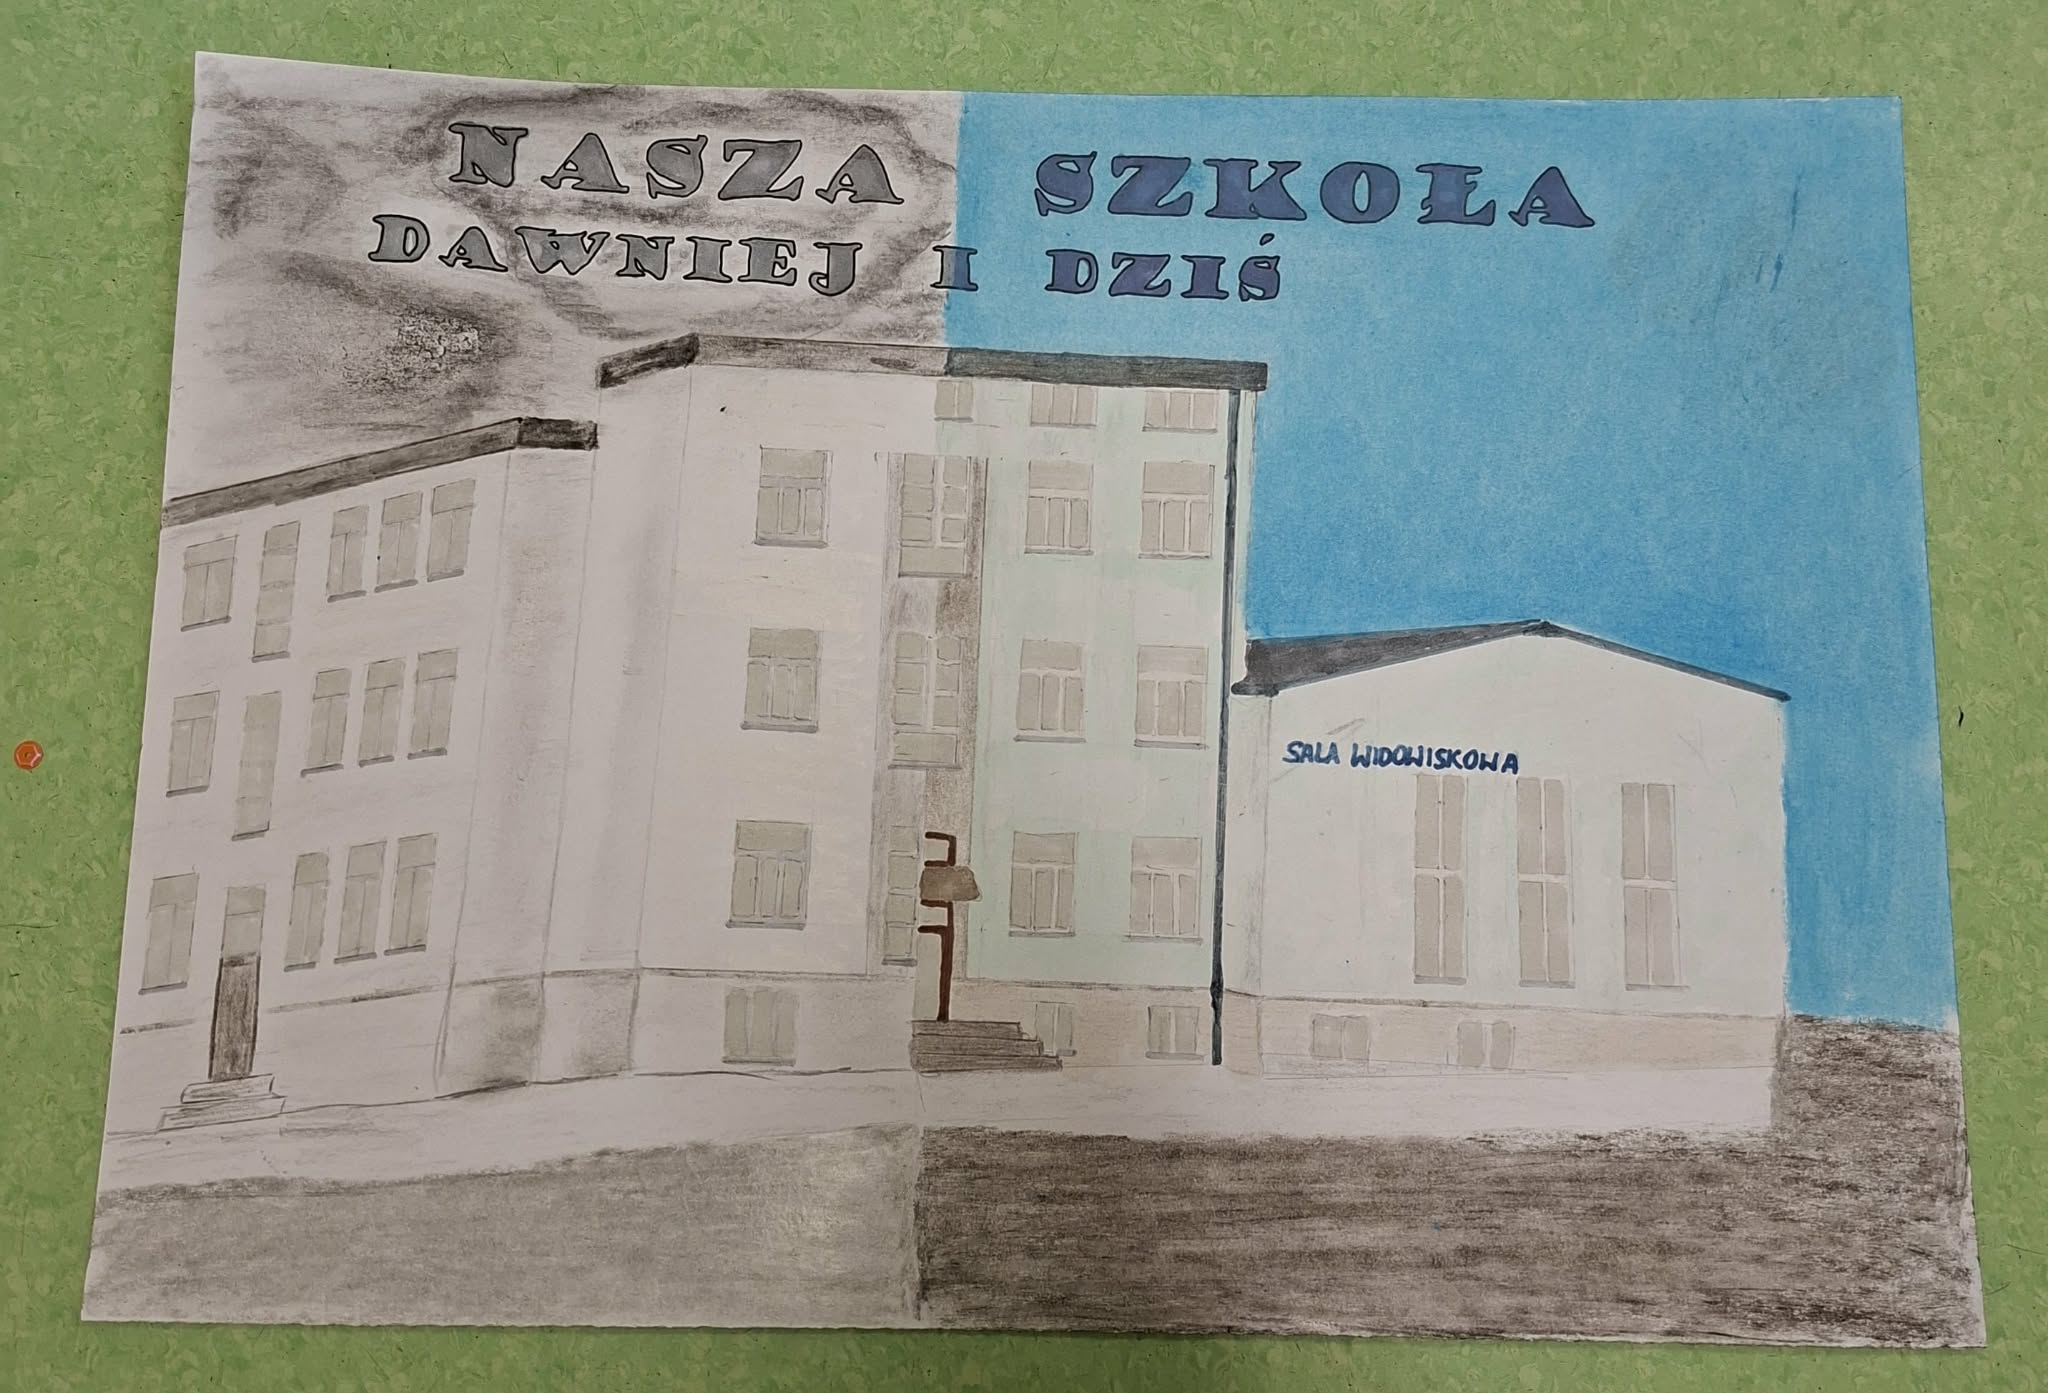 NASZA SZKOŁA
DAWNIEJ I DZIŚ
SALA WIDOWISKOWA